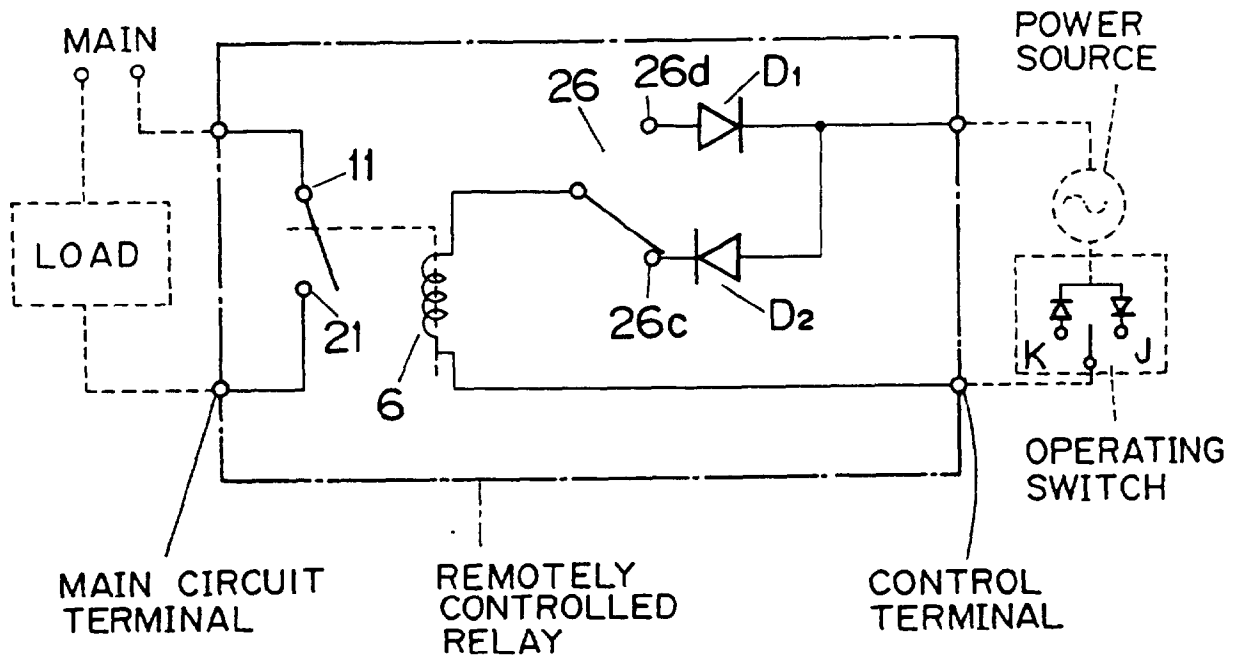 MAIN
POWER
SOURCE
26
26d
D1
11
LOAD
21
6
26c
D2
K
J
OPERATING
SWITCH
MAIN CIRCUIT
TERMINAL
REMOTELY
CONTROLLED
RELAY
CONTROL
TERMINAL